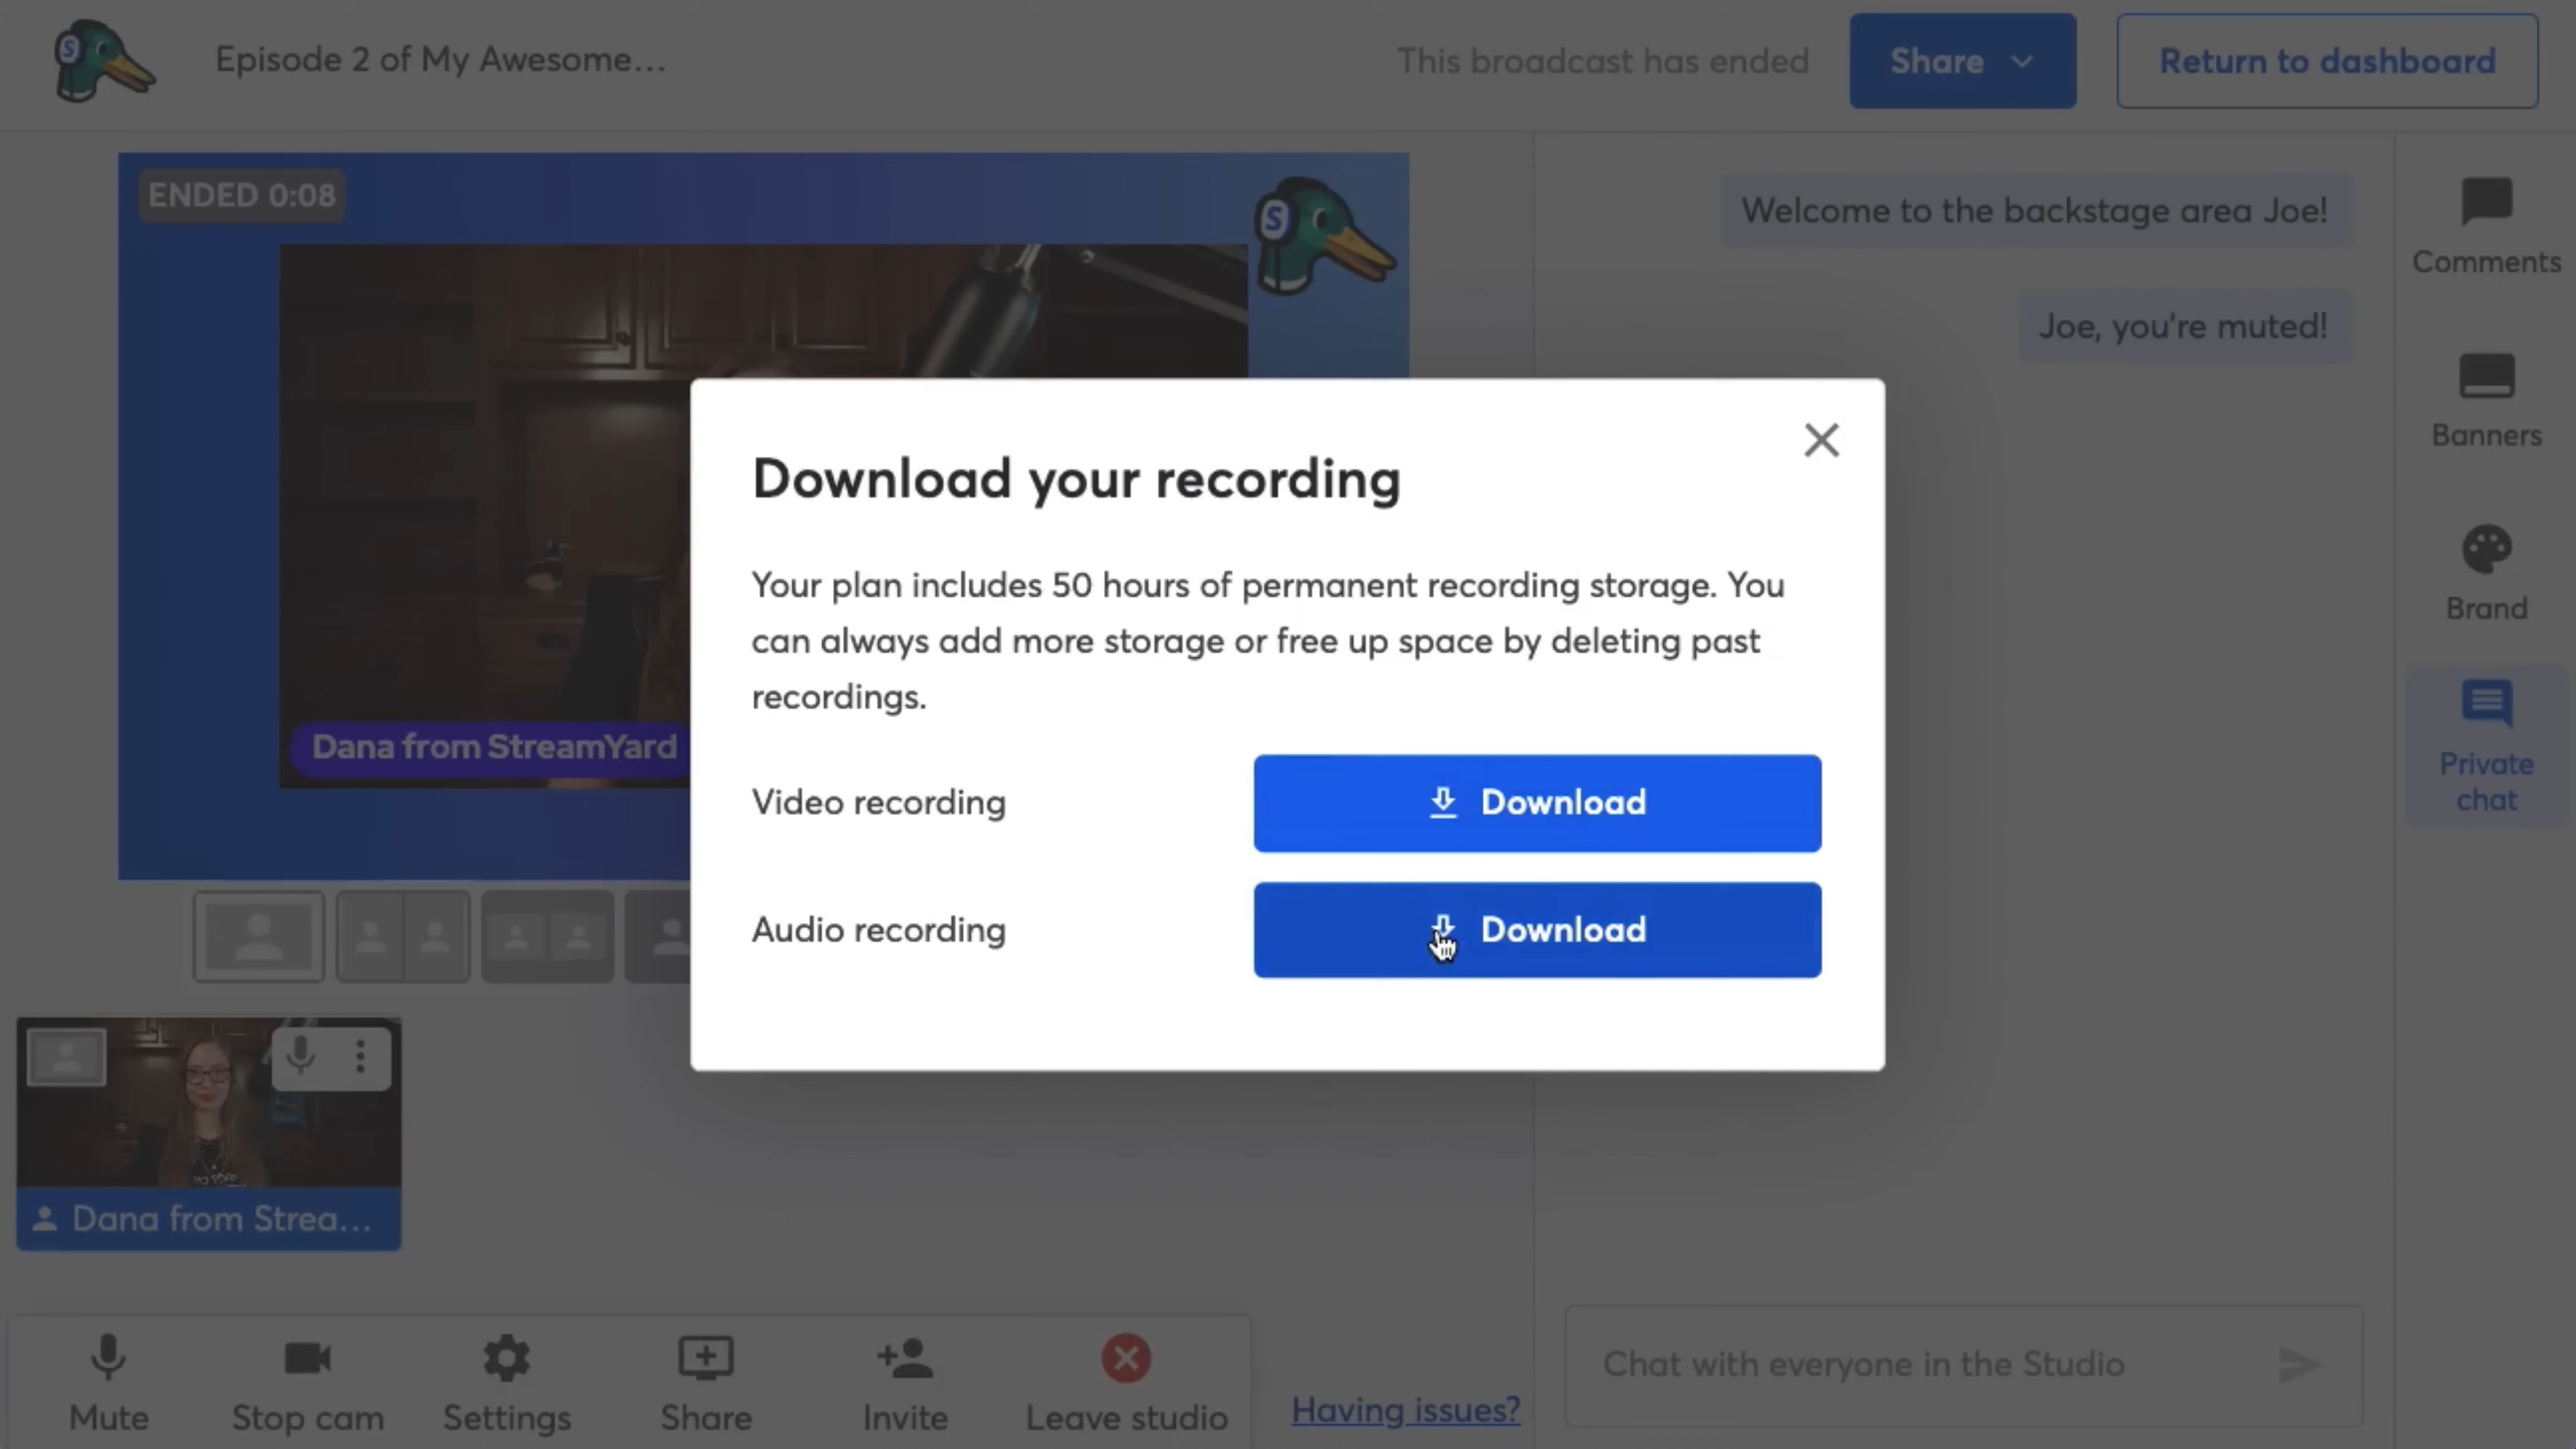 Episode 2 of My Awesome...
This broadcast has ended
Share
Return to dashboard
ENDED 0:08
S
S
Dana from StreamYard
Welcome to the backstage area Joe!
Joe, you're muted!
Comments
Banners
Brand
Private
chat
Download your recording
Your plan includes 50 hours of permanent recording storage. You
can always add more storage or free up space by deleting past
recordings.
Video recording
Download
Audio recording
Download
Dana from Strea...
Mute
Stop cam
Settings
Share
Invite
Leave studio
Having issues?
Chat with everyone in the Studio